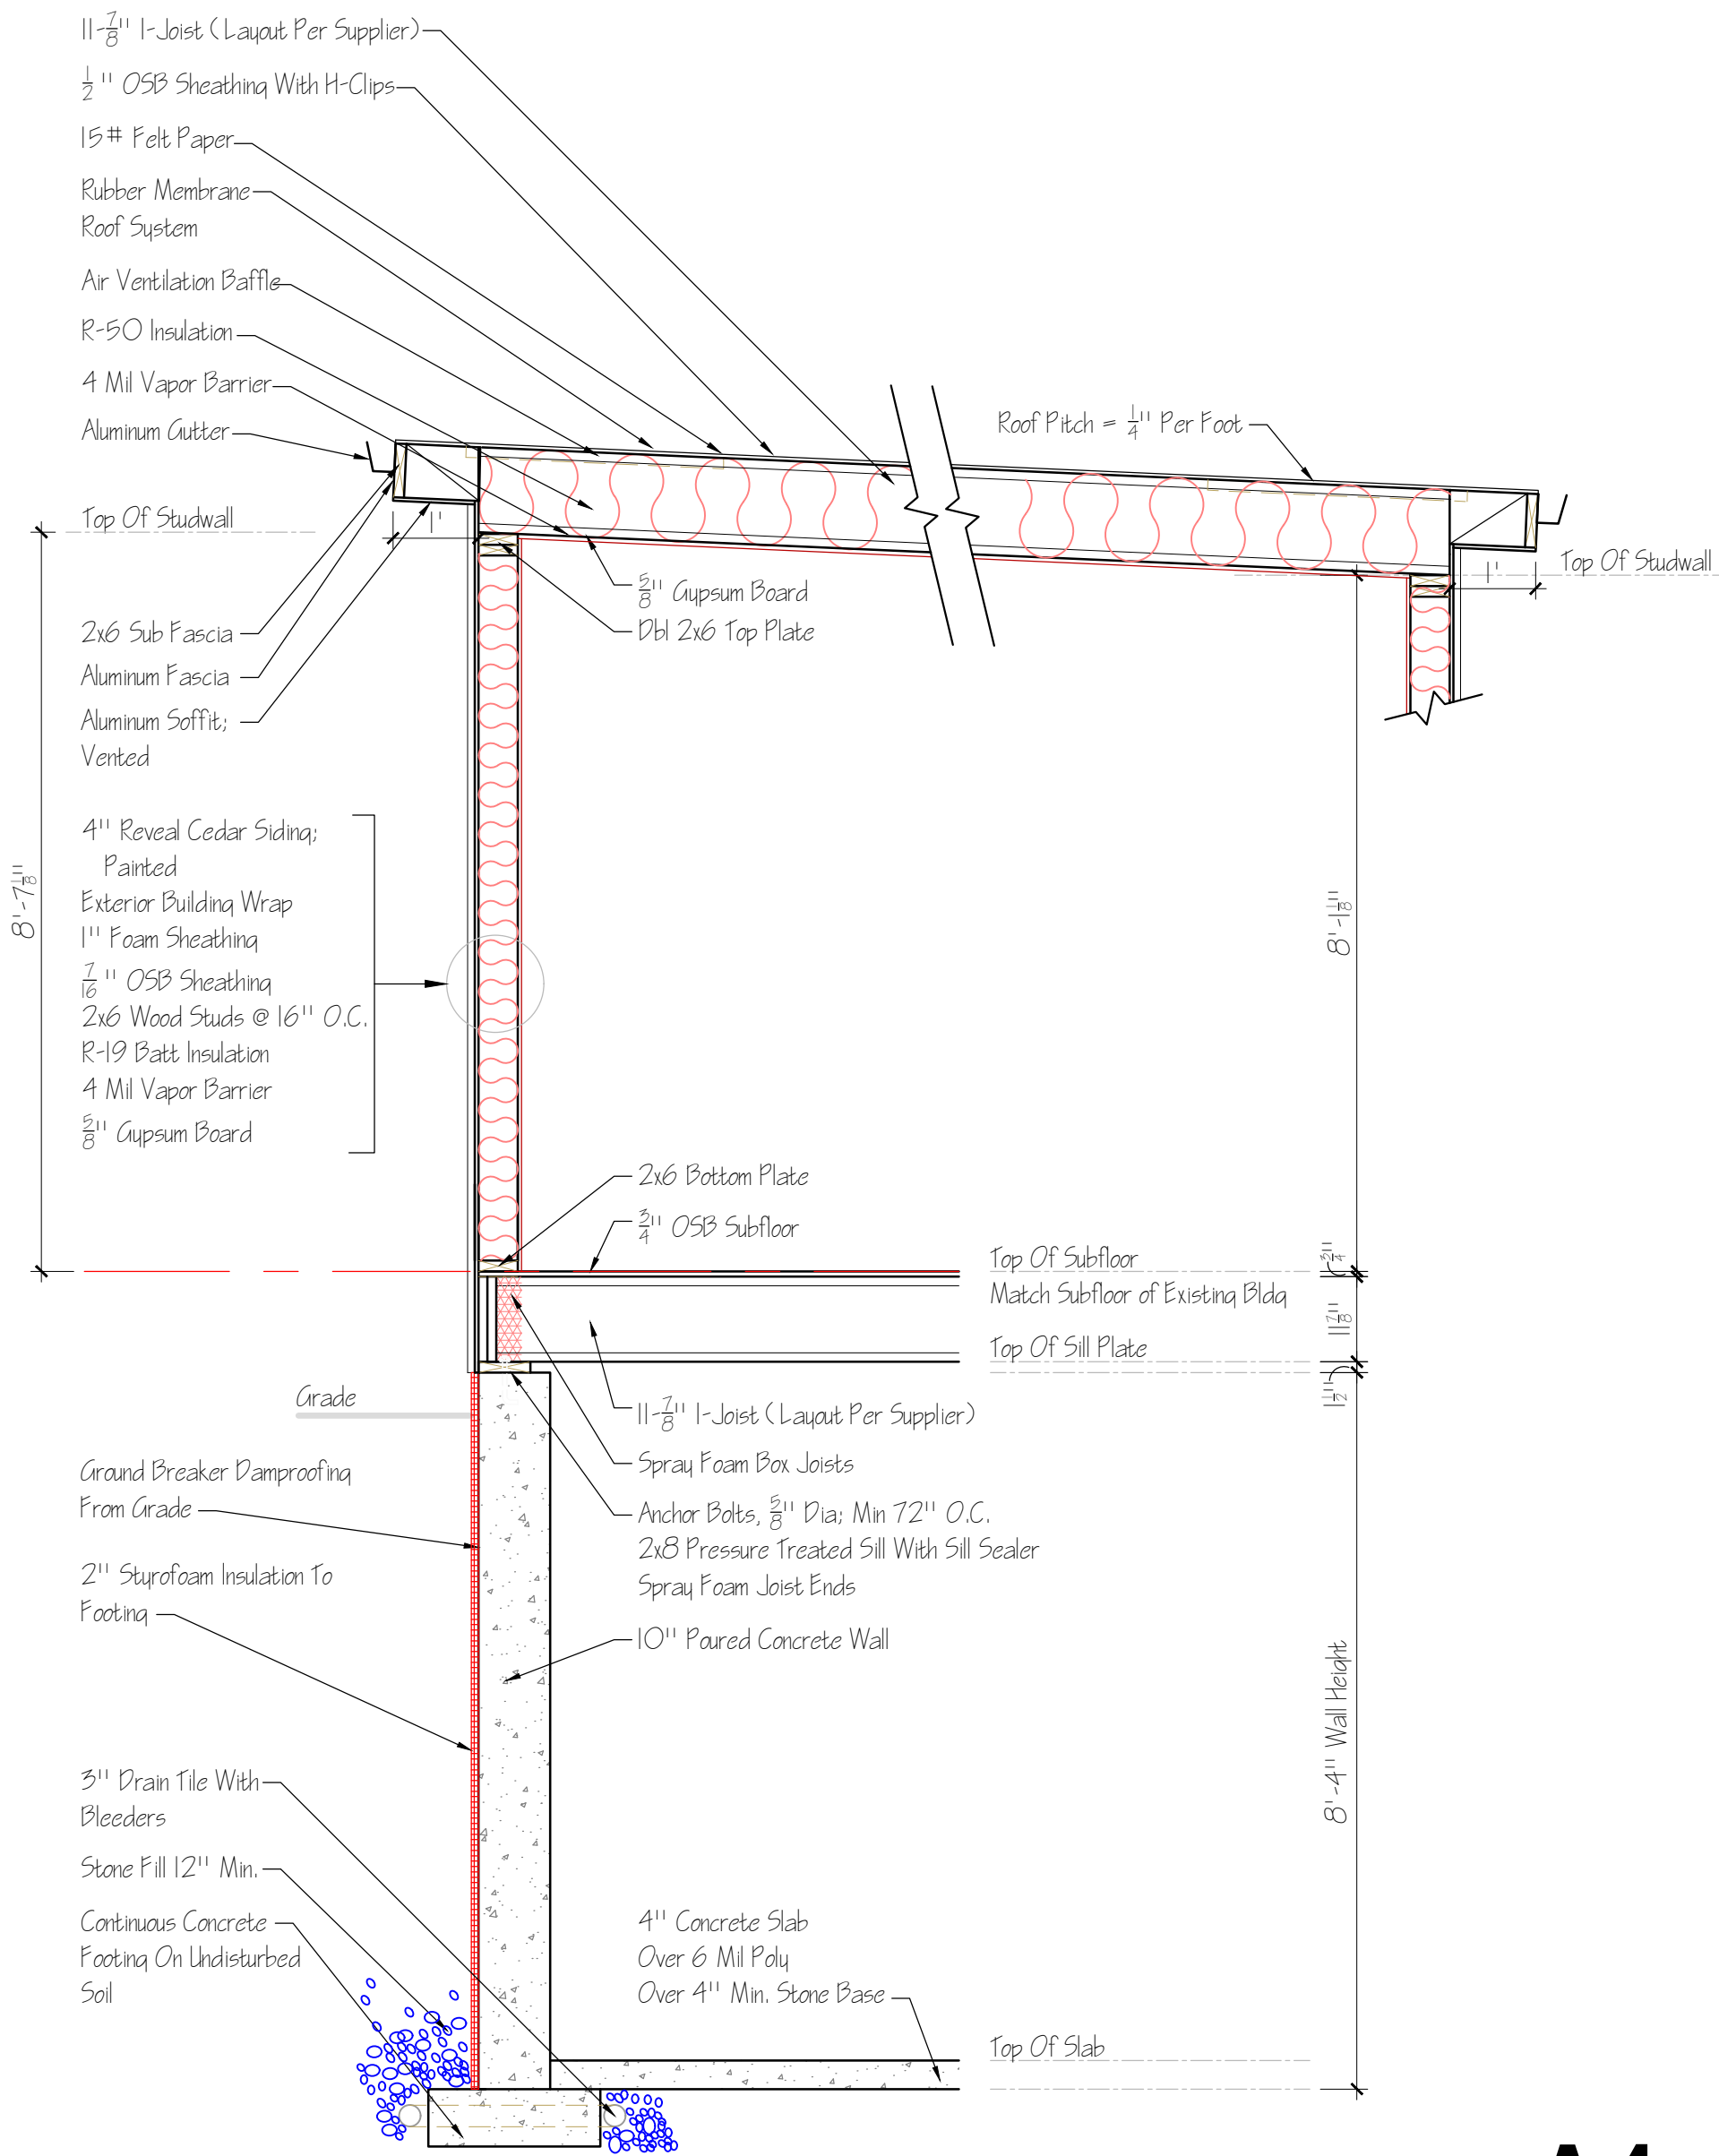 11-7/8" I-Joist (Layout Per Supplier)
1/2" OSB Sheathing With H-Clips
15# Felt Paper
Rubber Membrane
Roof System
Air Ventilation Baffle
R-50 Insulation
4 Mil Vapor Barrier
Aluminum Gutter
Roof Pitch = 1/4" Per Foot
Top Of Studwall
1'
1'
Top Of Studwall
5/8" Gypsum Board
Dbl 2x6 Top Plate
2x6 Sub Fascia
Aluminum Fascia
Aluminum Soffit;
Vented
4" Reveal Cedar Siding;
Painted
Exterior Building Wrap
1" Foam Sheathing
7/16" OSB Sheathing
2x6 Wood Studs @ 16" O.C.
R-19 Batt Insulation
4 Mil Vapor Barrier
5/8" Gypsum Board
8'-7 1/8"
8'-1 1/8"
2x6 Bottom Plate
3/4" OSB Subfloor
Top Of Subfloor
Match Subfloor of Existing Bldg
Top Of Sill Plate
3/4"
11 7/8"
1 1/2"
Grade
11-7/8" I-Joist (Layout Per Supplier)
Spray Foam Box Joists
Anchor Bolts, 5/8" Dia; Min 72" O.C.
2x8 Pressure Treated Sill With Sill Sealer
Spray Foam Joist Ends
Ground Breaker Damproofing
From Grade
2" Styrofoam Insulation To
Footing
10" Poured Concrete Wall
8'-4" Wall Height
3" Drain Tile With
Bleeders
Stone Fill 12" Min.
Continuous Concrete
Footing On Undisturbed
Soil
4" Concrete Slab
Over 6 Mil Poly
Over 4" Min. Stone Base
Top Of Slab